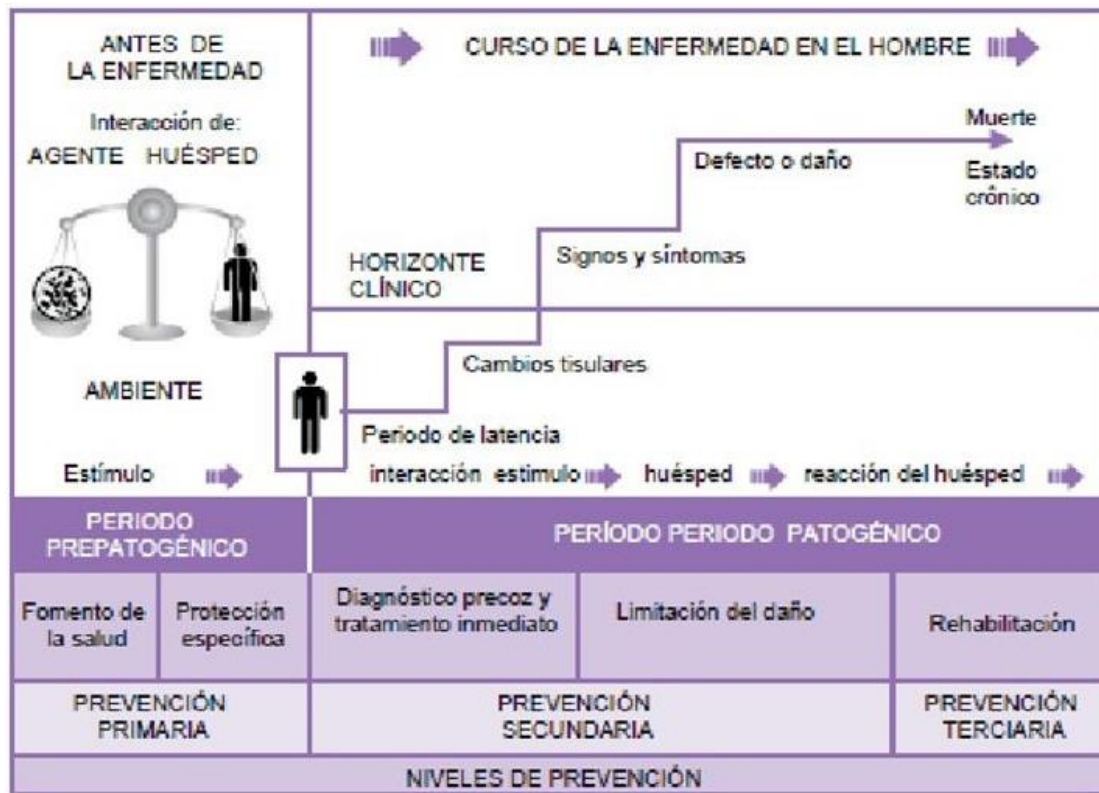 ANTES DE
LA ENFERMEDAD
Interacción de:
AGENTE HUÉSPED
AMBIENTE
Estímulo
CURSO DE LA ENFERMEDAD EN EL HOMBRE
Muerte
Defecto o daño
Estado
crônico
Signos y síntomas
HORIZONTE
CLÍNICO
Cambios tisulares
Periodo de latencia
interacción estimulo huésped reacción del huésped
PERIODO
PREPATOGÉNICO
PERÍODO PERIODO PATOGÉNICO
Fomento de
la salud
Protección
específica
Diagnóstico precoz y
tratamiento inmediato
Limitación del daño
Rehabilitación
PREVENCIÓN
PRIMARIA
PREVENCIÓN
SECUNDARIA
PREVENCIÓN
TERCIARIA
NIVELES DE PREVENCIÓN